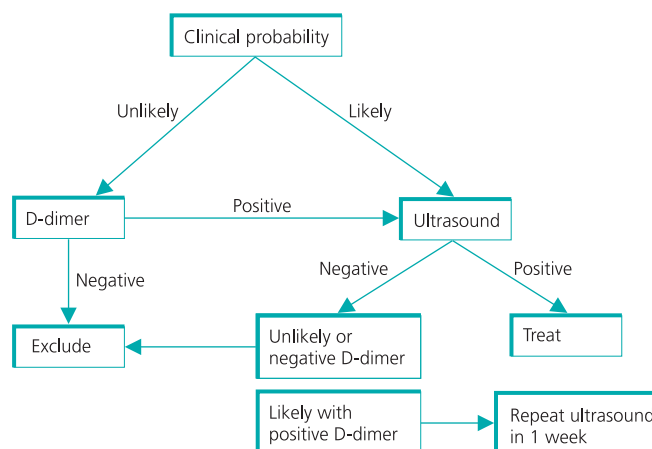 Clinical probability
Unlikely
Likely
D-dimer
Positive
Ultrasound
Negative
Negative
Positive
Exclude
Unlikely or
negative D-dimer
Treat
Likely with
positive D-dimer
Repeat ultrasound
in 1 week